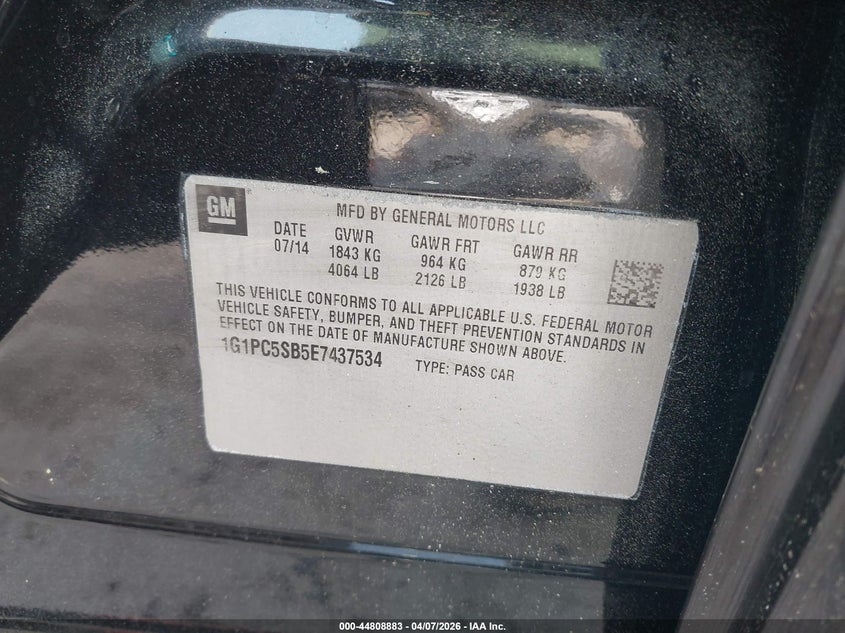 GM
MFD BY GENERAL MOTORS LLC
DATE GVWR GAWR FRT GAWR RR
07/14 1843 KG 964 KG 879 KG
4064 LB 2126 LB 1938 LB
THIS VEHICLE CONFORMS TO ALL APPLICABLE U.S. FEDERAL MOTOR
VEHICLE SAFETY, BUMPER, AND THEFT PREVENTION STANDARDS IN
EFFECT ON THE DATE OF MANUFACTURE SHOWN ABOVE.
1G1PC5SB5E7437534 TYPE: PASS CAR
000-44808883 - 04/07/2026 - IAA Inc.